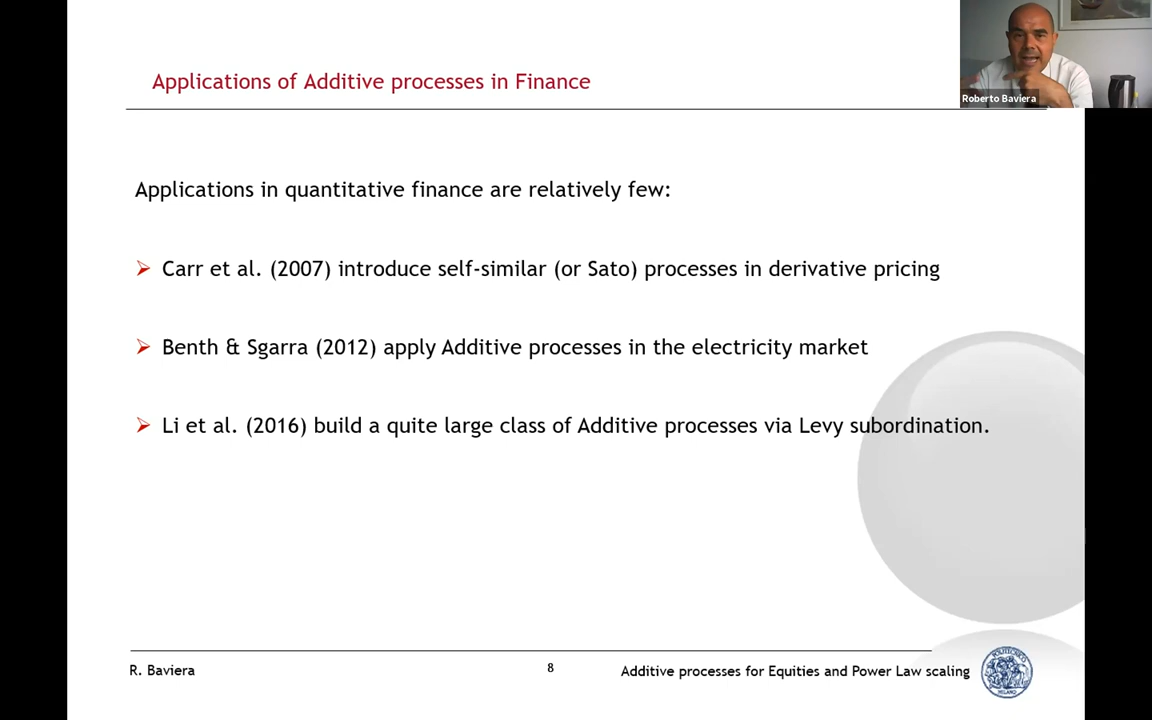 Applications of Additive processes in Finance
Roberto Baviera
Applications in quantitative finance are relatively few:
Carr et al. (2007) introduce self-similar (or Sato) processes in derivative pricing
Benth & Sgarra (2012) apply Additive processes in the electricity market
Li et al. (2016) build a quite large class of Additive processes via Levy subordination.
R. Baviera
8
Additive processes for Equities and Power Law scaling
POLITECNICO
MILANO